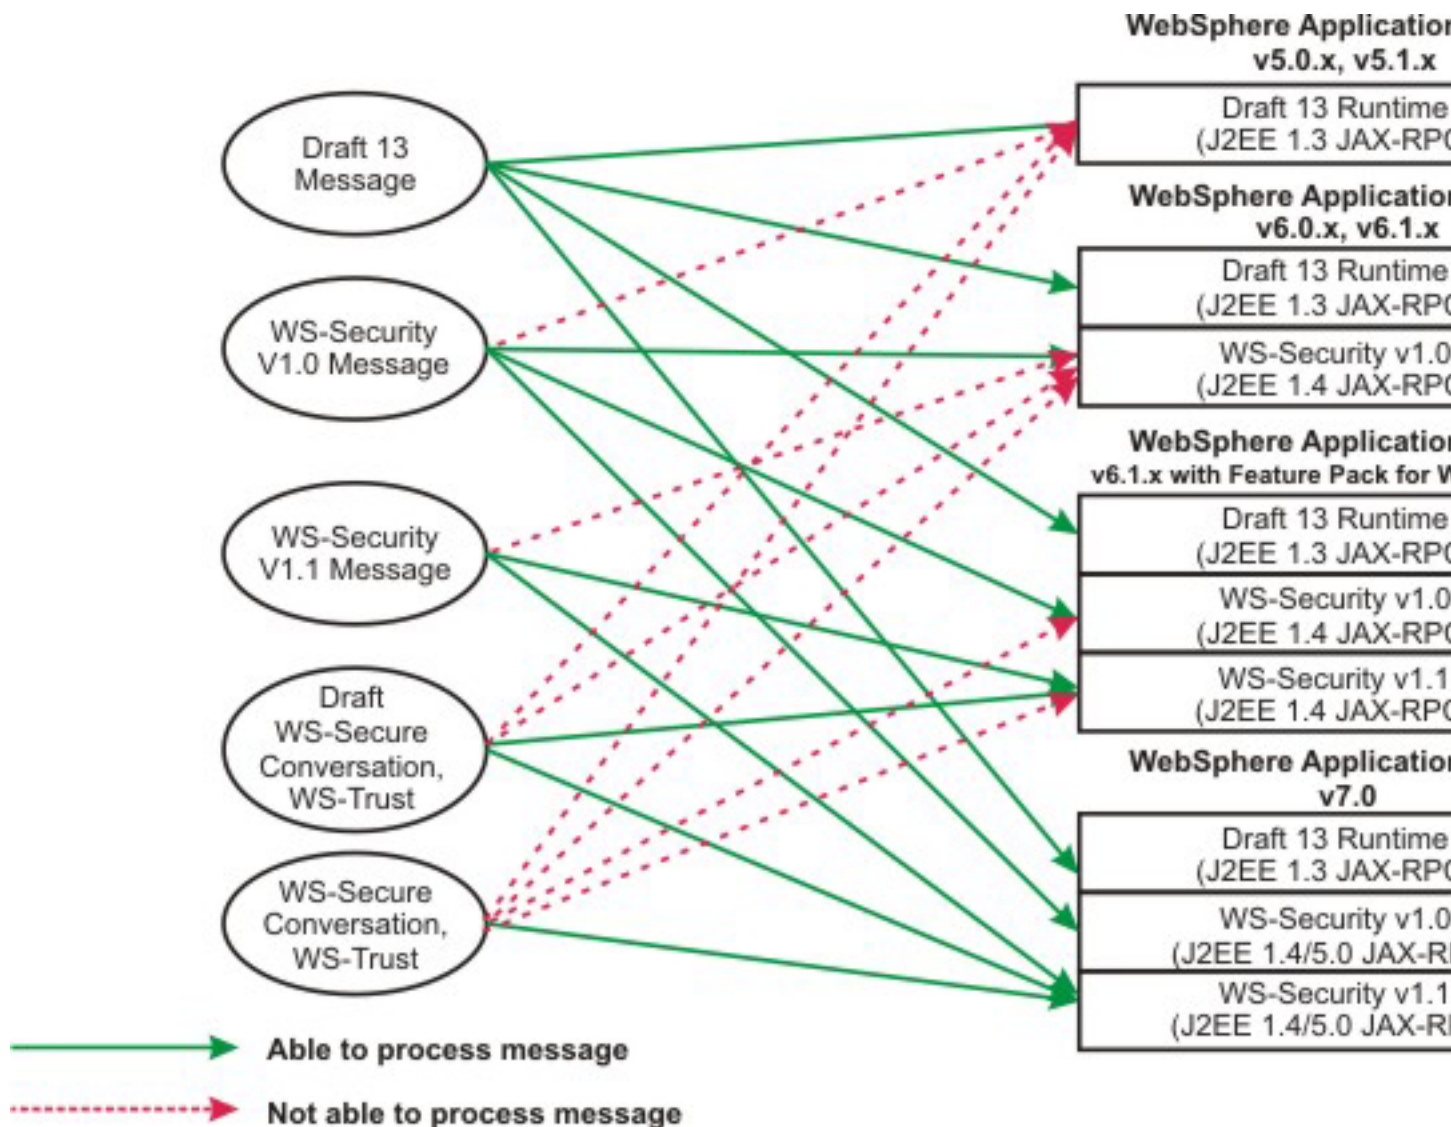 WebSphere Application
v5.0.x, v5.1.x
Draft 13 Runtime
(J2EE 1.3 JAX-RPC
Draft 13
Message
WebSphere Application
v6.0.x, v6.1.x
Draft 13 Runtime
(J2EE 1.3 JAX-RPC
WS-Security v1.0
(J2EE 1.4 JAX-RPC
WS-Security
V1.0 Message
WebSphere Application
v6.1.x with Feature Pack for W
Draft 13 Runtime
(J2EE 1.3 JAX-RPC
WS-Security v1.0
(J2EE 1.4 JAX-RPC
WS-Security v1.1
(J2EE 1.4 JAX-RPC
WS-Security
V1.1 Message
Draft
WS-Secure
Conversation,
WS-Trust
WebSphere Application
v7.0
Draft 13 Runtime
(J2EE 1.3 JAX-RPC
WS-Security v1.0
(J2EE 1.4/5.0 JAX-R
WS-Security v1.1
(J2EE 1.4/5.0 JAX-R
WS-Secure
Conversation,
WS-Trust
Able to process message
Not able to process message